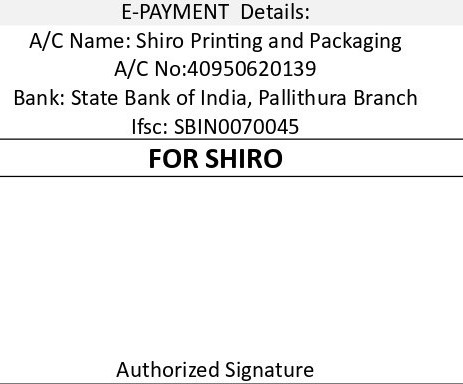 E-PAYMENT  Details:
A/C Name: Shiro Printing and Packaging
A/C No:40950620139
Bank: State Bank of India, Pallithura Branch
Ifsc: SBIN0070045
FOR SHIRO
Authorized Signature